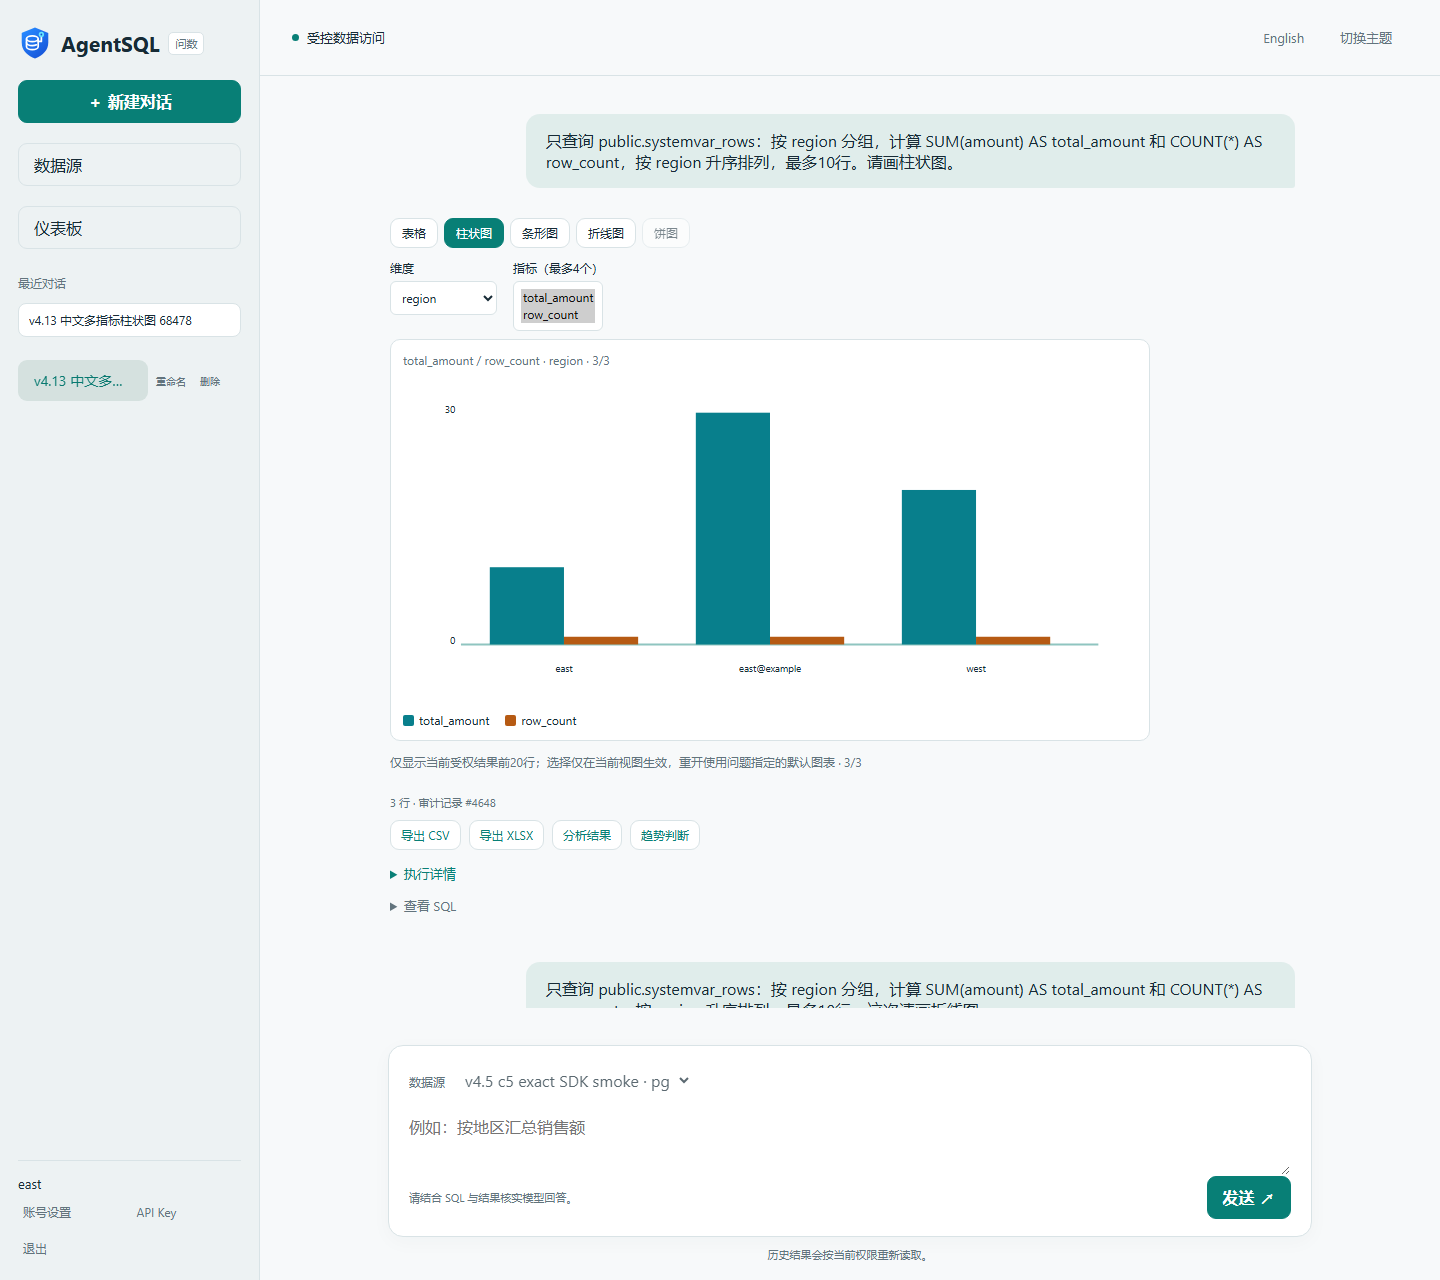 AgentSQL 问数
+ 新建对话
数据源
仪表板
最近对话
v4.13 中文多指标柱状图 68478
v4.13 中文多... 重命名 删除
east
账号设置 API Key
退出
受控数据访问 English 切换主题
只查询 public.systemvar_rows：按 region 分组，计算 SUM(amount) AS total_amount 和 COUNT(*) AS
row_count，按 region 升序排列，最多10行。请画柱状图。
表格 柱状图 条形图 折线图 饼图
维度 指标（最多4个）
region
total_amount
row_count
total_amount / row_count · region · 3/3
30
0
east east@example west
total_amount row_count
仅显示当前受权结果前20行；选择仅在当前视图生效，重开使用问题指定的默认图表 · 3/3
3 行 · 审计记录 #4648
导出 CSV 导出 XLSX 分析结果 趋势判断
▶ 执行详情
▶ 查看 SQL
只查询 public.systemvar_rows：按 region 分组，计算 SUM(amount) AS total_amount 和 COUNT(*) AS
数据源 v4.5 c5 exact SDK smoke · pg
例如：按地区汇总销售额
请结合 SQL 与结果核实模型回答。
发送 ↗
历史结果会按当前权限重新读取。